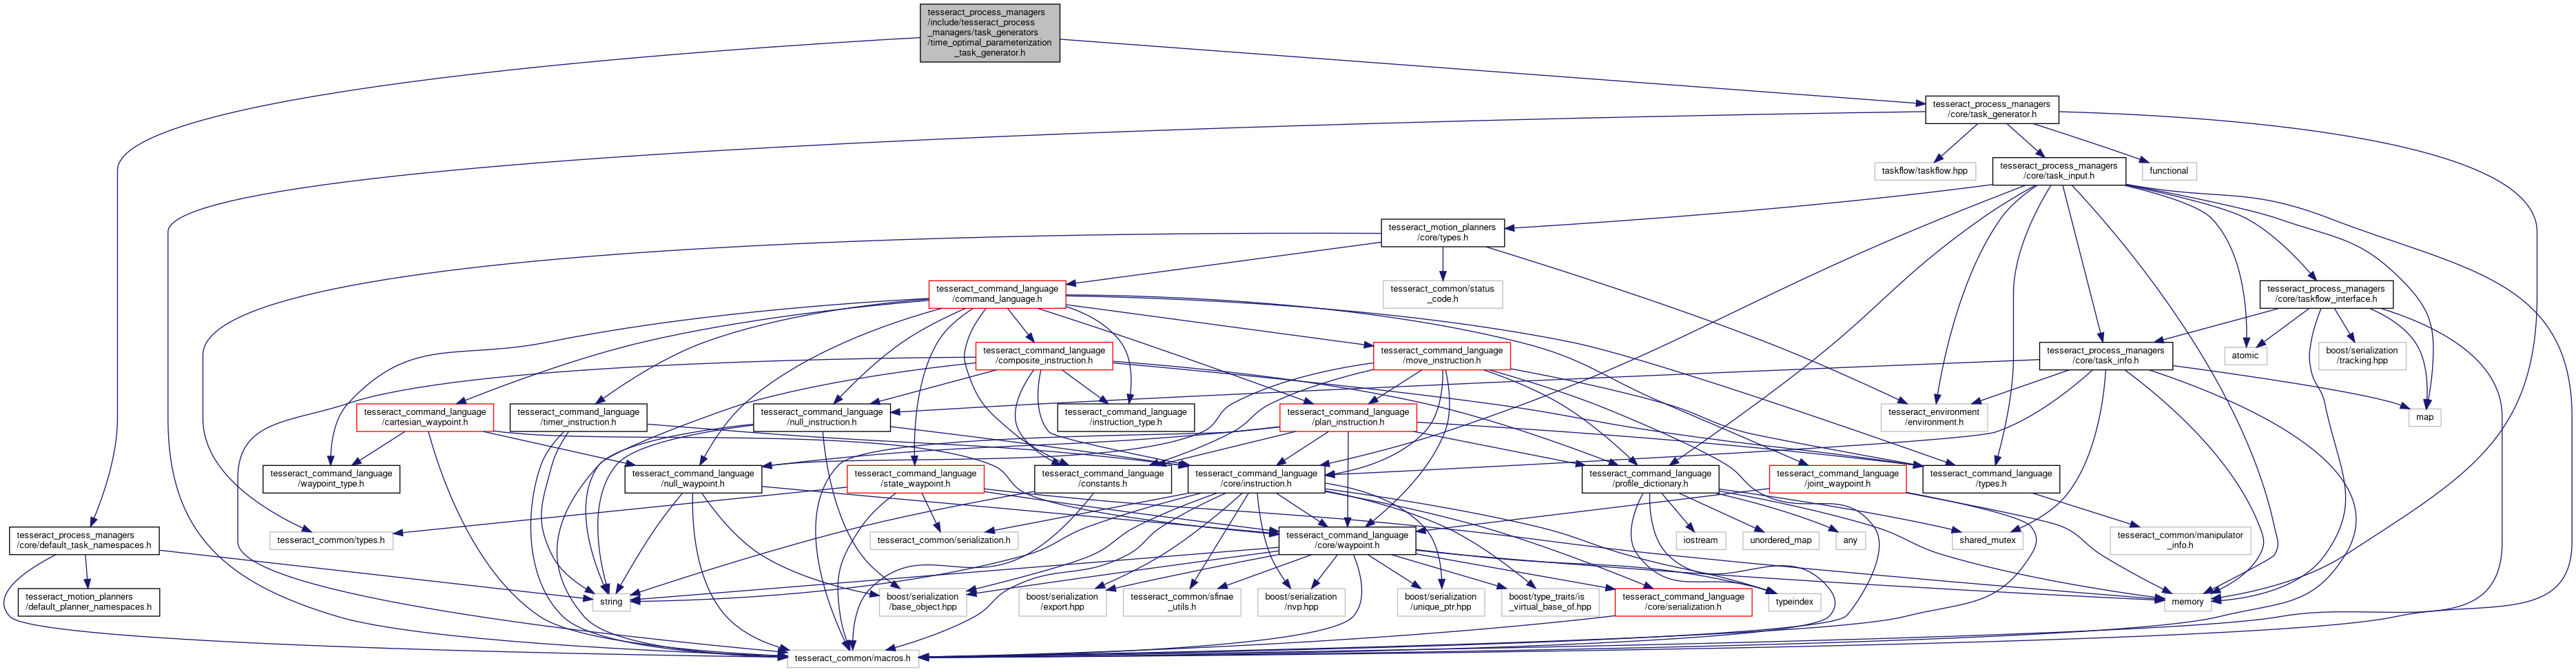 tesseract_process_managers
/include/tesseract_process
_managers/task_generators
/time_optimal_parameterization
_task_generator.h
tesseract_process_managers
/core/task_generator.h
taskflow/taskflow.hpp
tesseract_process_managers
/core/task_input.h
functional
tesseract_motion_planners
/core/types.h
tesseract_command_language
/command_language.h
tesseract_common/status
_code.h
tesseract_process_managers
/core/taskflow_interface.h
tesseract_command_language
/composite_instruction.h
tesseract_command_language
/move_instruction.h
tesseract_process_managers
/core/task_info.h
atomic
boost/serialization
/tracking.hpp
tesseract_command_language
/cartesian_waypoint.h
tesseract_command_language
/timer_instruction.h
tesseract_command_language
/null_instruction.h
tesseract_command_language
/instruction_type.h
tesseract_command_language
/plan_instruction.h
tesseract_environment
/environment.h
map
tesseract_command_language
/waypoint_type.h
tesseract_command_language
/null_waypoint.h
tesseract_command_language
/state_waypoint.h
tesseract_command_language
/constants.h
tesseract_command_language
/core/instruction.h
tesseract_command_language
/profile_dictionary.h
tesseract_command_language
/joint_waypoint.h
tesseract_command_language
/types.h
tesseract_process_managers
/core/default_task_namespaces.h
tesseract_common/types.h
tesseract_common/serialization.h
tesseract_command_language
/core/waypoint.h
iostream
unordered_map
any
shared_mutex
tesseract_common/manipulator
_info.h
tesseract_motion_planners
/default_planner_namespaces.h
string
boost/serialization
/base_object.hpp
boost/serialization
/export.hpp
tesseract_common/sfinae
_utils.h
boost/serialization
/nvp.hpp
boost/serialization
/unique_ptr.hpp
boost/type_traits/is
_virtual_base_of.hpp
tesseract_command_language
/core/serialization.h
typeindex
memory
tesseract_common/macros.h